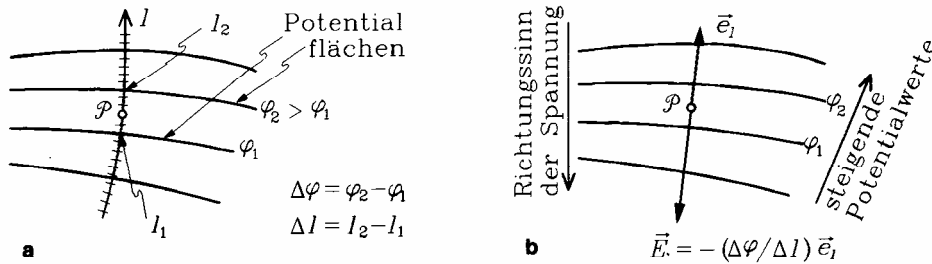 l
l₂
Potential
flächen
𝒫
φ₂ > φ₁
φ₁
l₁
Δφ = φ₂−φ₁
Δl = l₂−l₁
a
Richtungssinn
der Spannung
e⃗ₗ
𝒫
φ₂
φ₁
steigende
Potentialwerte
b
E⃗ = −(Δφ/Δl) e⃗ₗ